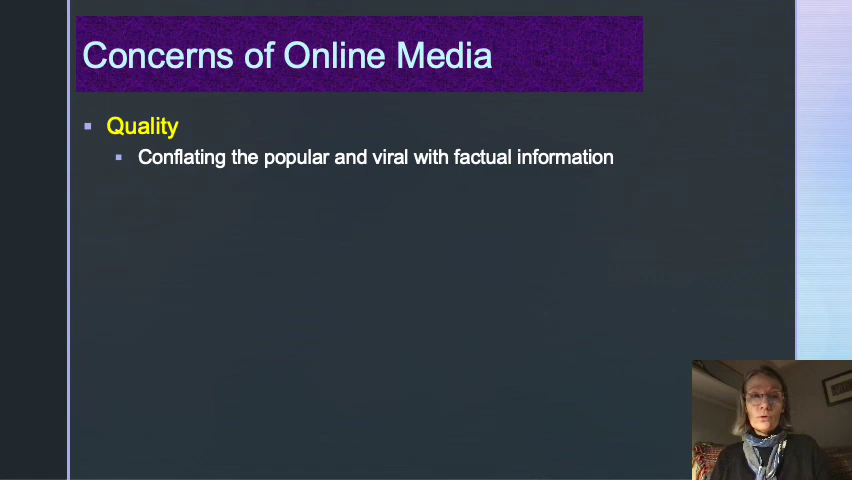 Concerns of Online Media
Quality
Conflating the popular and viral with factual information